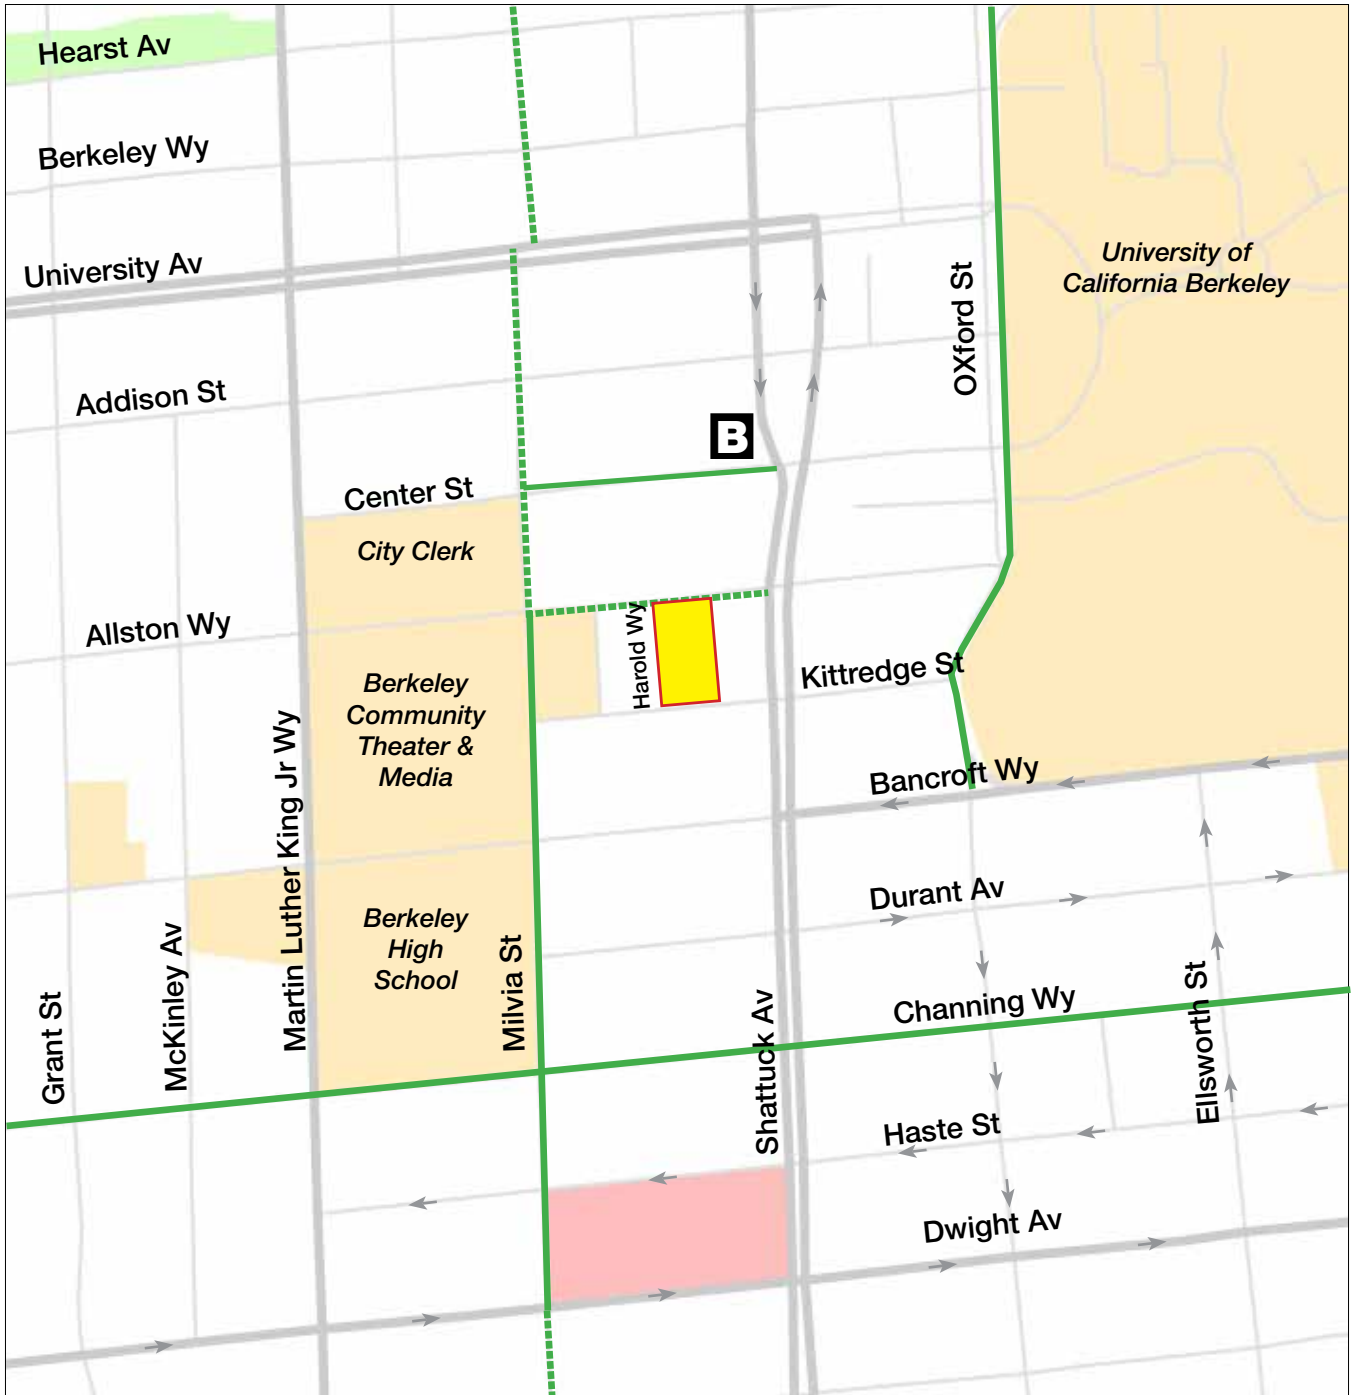 Hearst Av
Berkeley Wy
University Av
University of
California Berkeley
OXford St
Addison St
B
Center St
City Clerk
Allston Wy
Harold Wy
Kittredge St
Berkeley
Community
Theater &
Media
Martin Luther King Jr Wy
Bancroft Wy
Durant Av
Berkeley
High
School
Grant St
McKinley Av
Milvia St
Shattuck Av
Channing Wy
Ellsworth St
Haste St
Dwight Av